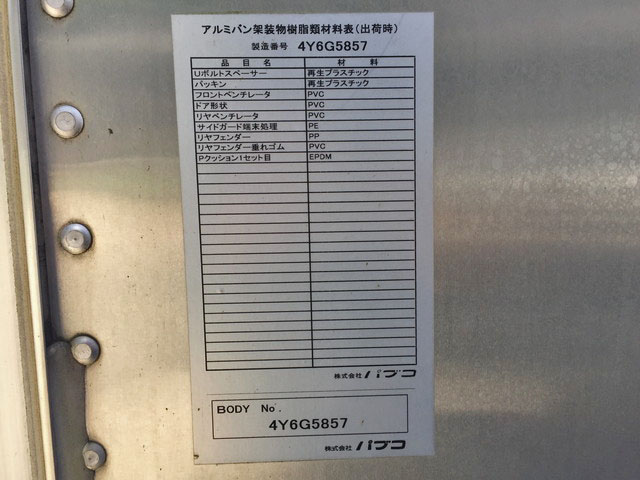 アルミバン架装物樹脂類材料表(出荷時)
製造番号 4Y6G5857
品目名 材料
Uボルトスペーサー 再生プラスチック
パッキン 再生プラスチック
フロントベンチレータ PVC
ドア形状 PVC
リヤベンチレータ PVC
サイドガード端末処理 PE
リヤフェンダー PP
リヤフェンダー垂れゴム PVC
Pクッション1セット目 EPDM
株式会社 パブコ
BODY No.
4Y6G5857
株式会社 パブコ